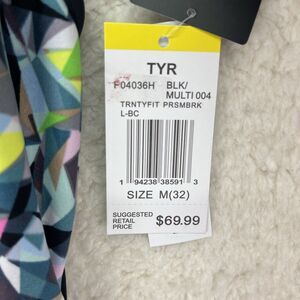 TYR
F04036H BLK/
MULTI 004
TRNTYFIT PRSMBRK
L-BC
1 94238 38591 3
SIZE M(32)
SUGGESTED
RETAIL
PRICE
$69.99